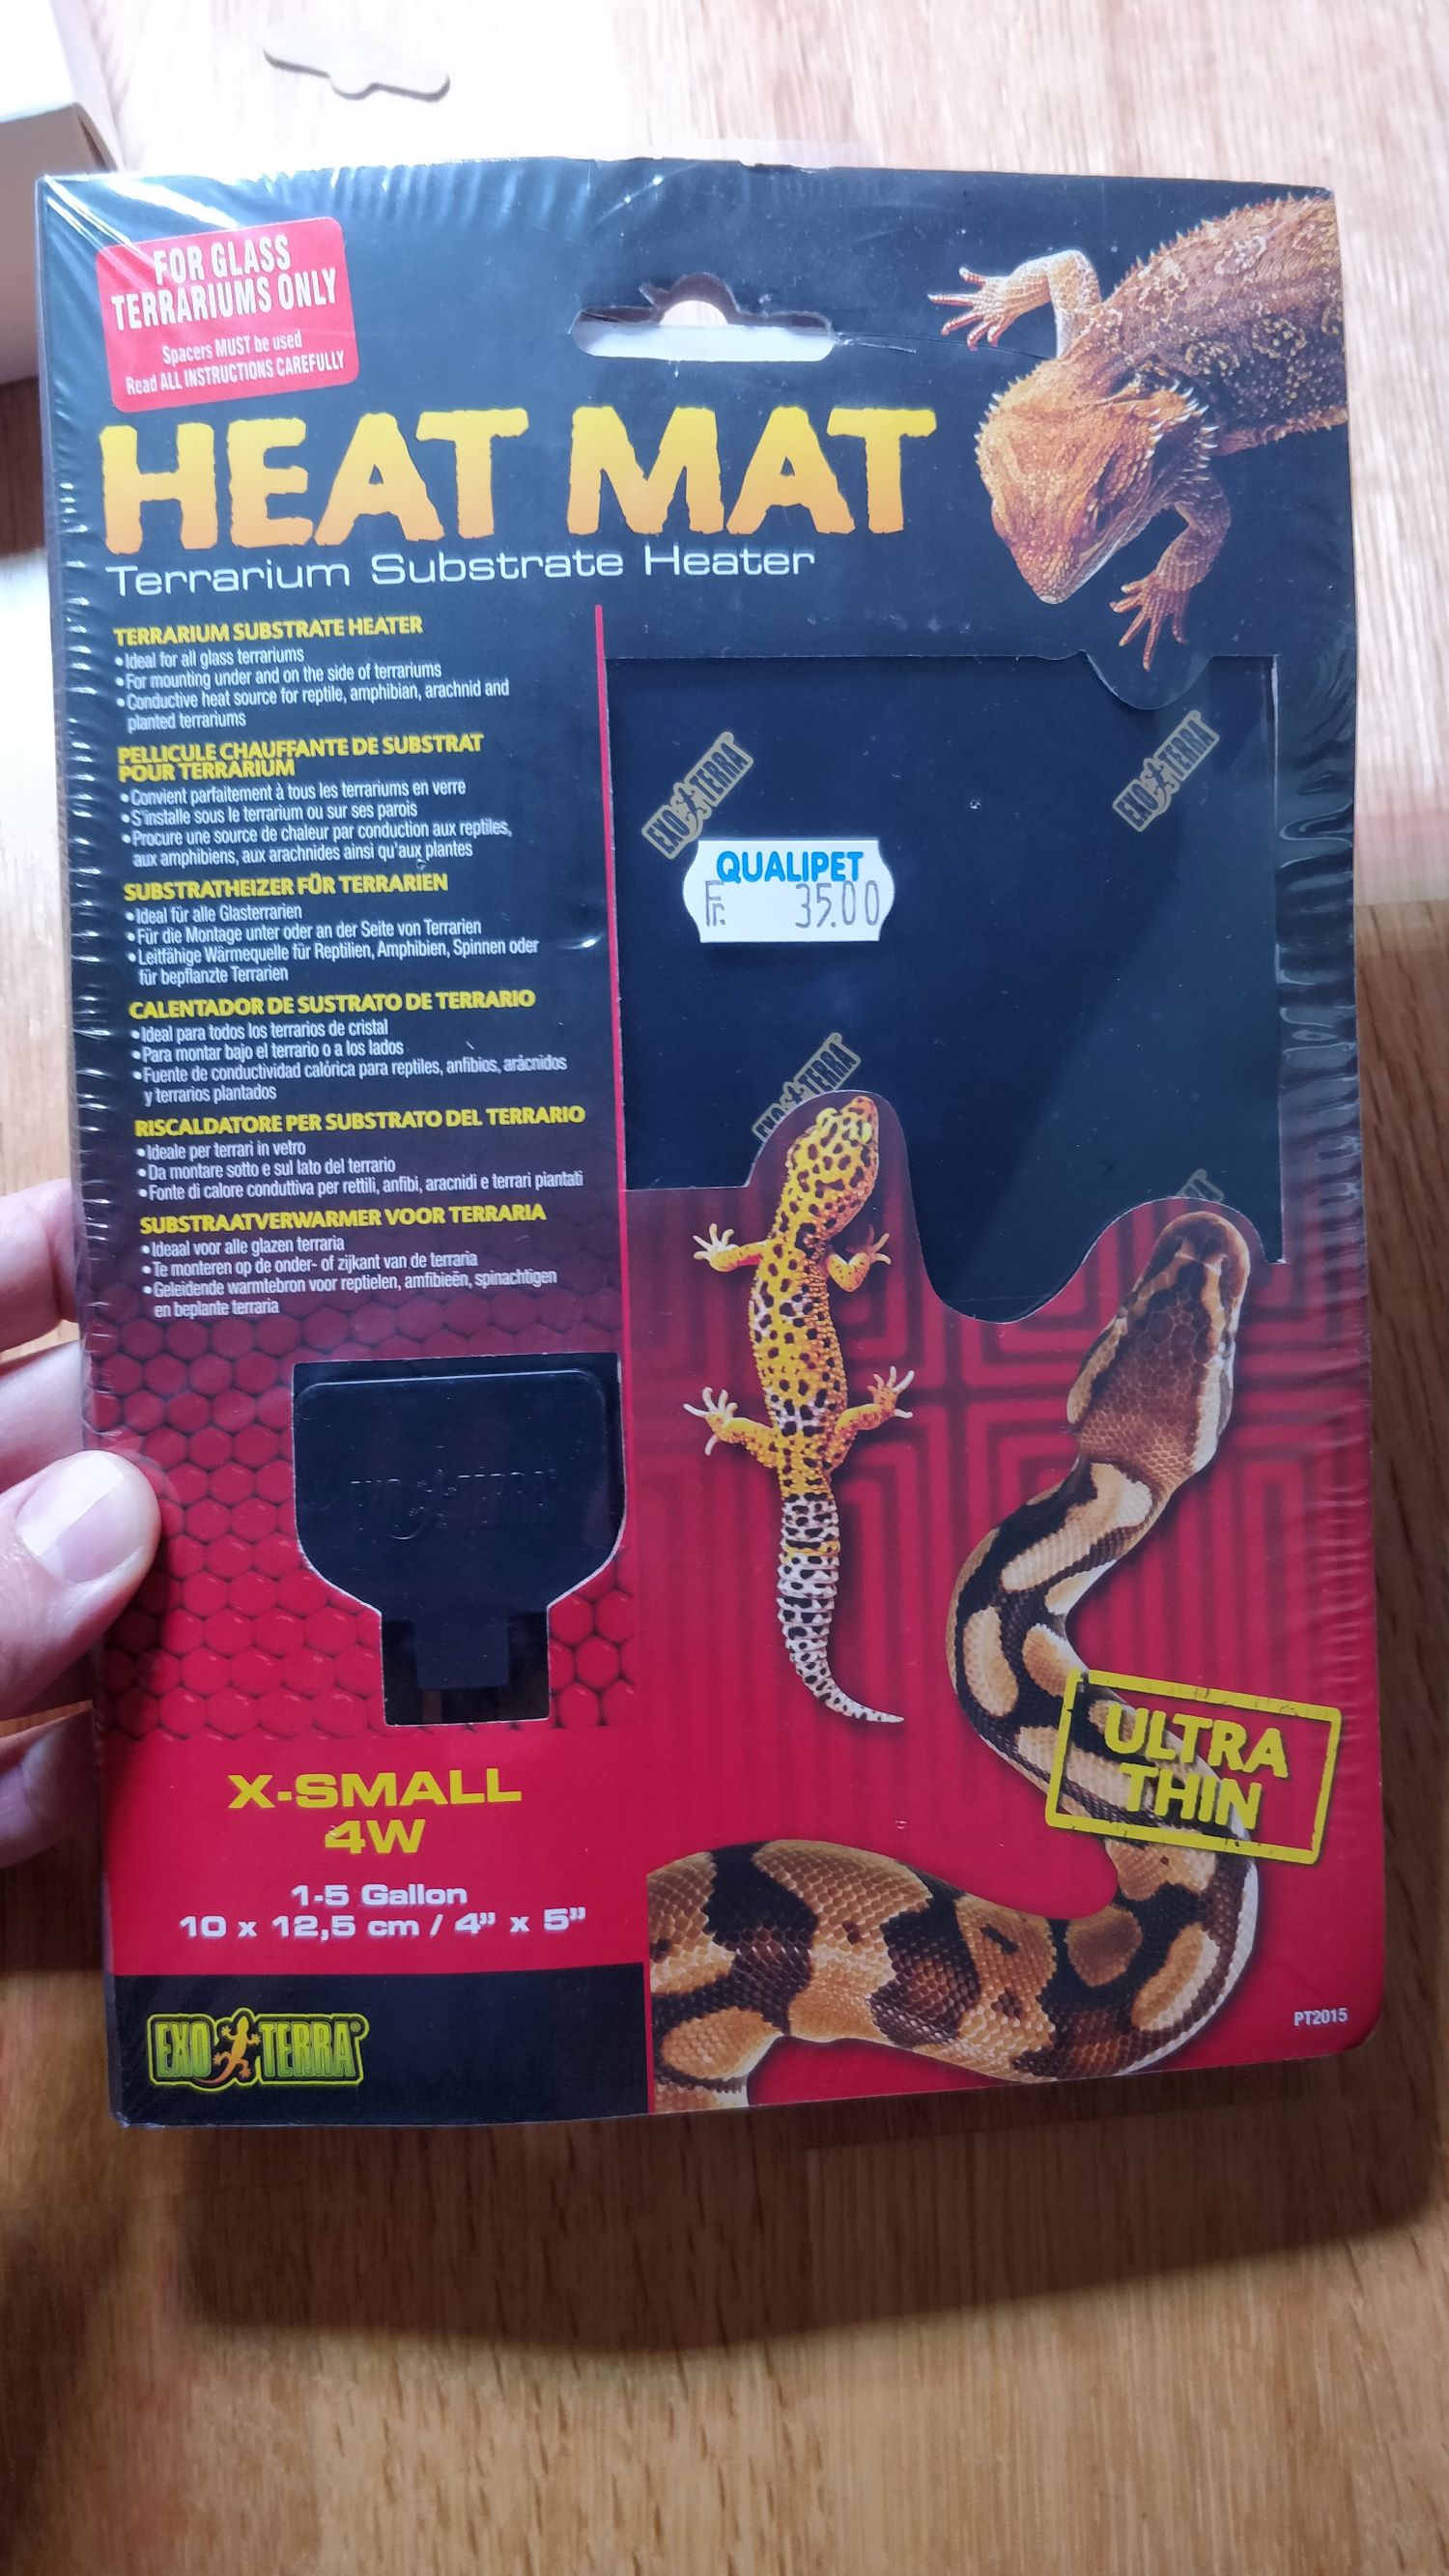 FOR GLASS
TERRARIUMS ONLY
Spacers MUST be used
Read ALL INSTRUCTIONS CAREFULLY
HEAT MAT
Terrarium Substrate Heater
TERRARIUM SUBSTRATE HEATER
• Ideal for all glass terrariums
• For mounting under and on the side of terrariums
• Conductive heat source for reptile, amphibian, arachnid and
planted terrariums
PELLICULE CHAUFFANTE DE SUBSTRAT
POUR TERRARIUM
• Convient parfaitement à tous les terrariums en verre
• S'installe sous le terrarium ou sur ses parois
• Procure une source de chaleur par conduction aux reptiles,
aux amphibiens, aux arachnides ainsi qu'aux plantes
SUBSTRATHEIZER FÜR TERRARIEN
• Ideal für alle Glasterrarien
• Für die Montage unter oder an der Seite von Terrarien
• Leitfähige Wärmequelle für Reptilien, Amphibien, Spinnen oder
für bepflanzte Terrarien
CALENTADOR DE SUSTRATO DE TERRARIO
• Ideal para todos los terrarios de cristal
• Para montar bajo el terrario o a los lados
• Fuente de conductividad calórica para reptiles, anfibios, arácnidos
y terrarios plantados
RISCALDATORE PER SUBSTRATO DEL TERRARIO
• Ideale per terrari in vetro
• Da montare sotto e sul lato del terrario
• Fonte di calore conduttiva per rettili, anfibi, aracnidi e terrari piantati
SUBSTRAATVERWARMER VOOR TERRARIA
• Ideaal voor alle glazen terraria
• Te monteren op de onder- of zijkant van de terraria
• Geleidende warmtebron voor reptielen, amfibieën, spinachtigen
en beplante terraria
EXO TERRA
EXO TERRA
QUALIPET
Fr. 35.00
EXO TERRA
EXO TERRA
X-SMALL
4W
1-5 Gallon
10 x 12,5 cm / 4" x 5"
ULTRA
THIN
EXO TERRA®
PT2015